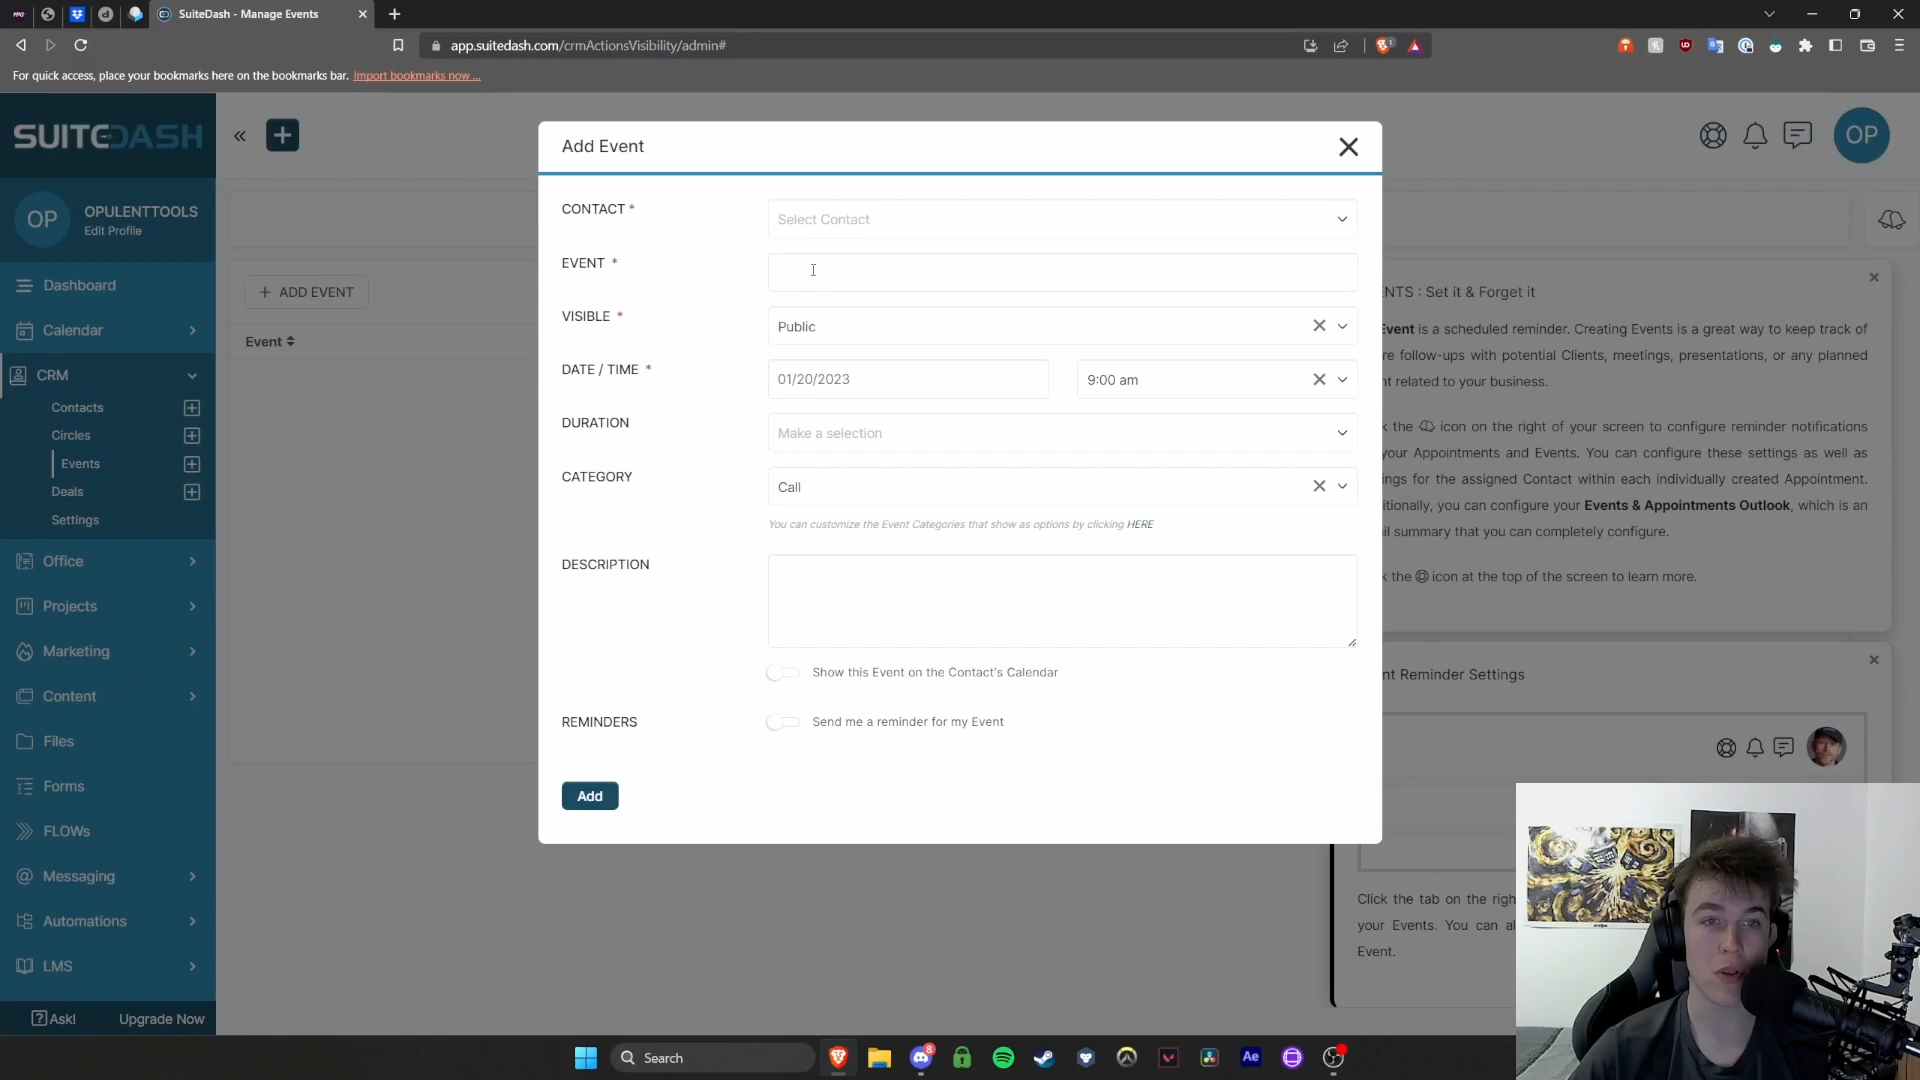 SuiteDash - Manage Events
app.suitedash.com/crmActionsVisibility/admin#
For quick access, place your bookmarks here on the bookmarks bar. Import bookmarks now ...
SUITEDASH
OP
OP
OPULENTTOOLS
Edit Profile
Dashboard
Calendar
CRM
Contacts
Circles
Events
Deals
Settings
Office
Projects
Marketing
Content
Files
Forms
FLOWs
Messaging
Automations
LMS
Ask!
Upgrade Now
ADD EVENT
Event
Add Event
CONTACT *
Select Contact
EVENT *
VISIBLE *
Public
DATE / TIME *
01/20/2023
9:00 am
DURATION
Make a selection
CATEGORY
Call
You can customize the Event Categories that show as options by clicking HERE
DESCRIPTION
Show this Event on the Contact's Calendar
REMINDERS
Send me a reminder for my Event
Add
NTS : Set it & Forget it
Event is a scheduled reminder. Creating Events is a great way to keep track of
re follow-ups with potential Clients, meetings, presentations, or any planned
nt related to your business.
k the icon on the right of your screen to configure reminder notifications
your Appointments and Events. You can configure these settings as well as
ngs for the assigned Contact within each individually created Appointment.
itionally, you can configure your Events & Appointments Outlook, which is an
il summary that you can completely configure.
k the icon at the top of the screen to learn more.
nt Reminder Settings
Click the tab on the righ
your Events. You can al
Event.
Search
8
Ae